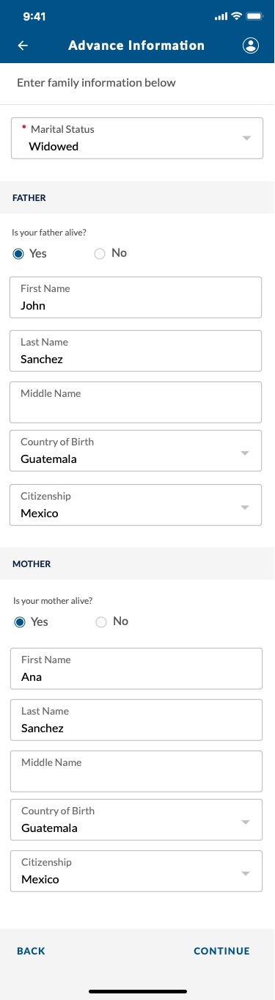 9:41
Advance Information
Enter family information below
* Marital Status
Widowed
FATHER
Is your father alive?
Yes No
First Name
John
Last Name
Sanchez
Middle Name
Country of Birth
Guatemala
Citizenship
Mexico
MOTHER
Is your mother alive?
Yes No
First Name
Ana
Last Name
Sanchez
Middle Name
Country of Birth
Guatemala
Citizenship
Mexico
BACK CONTINUE